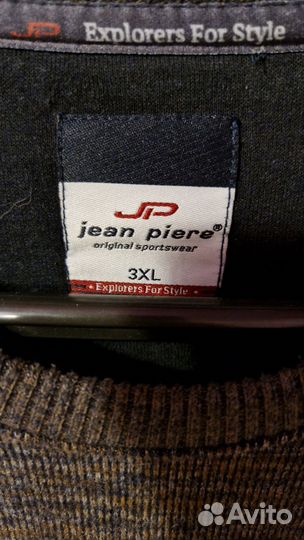 JP Explorers For Style
JP
jean piere®
original sportswear
3XL
• Explorers For Style •
Avito